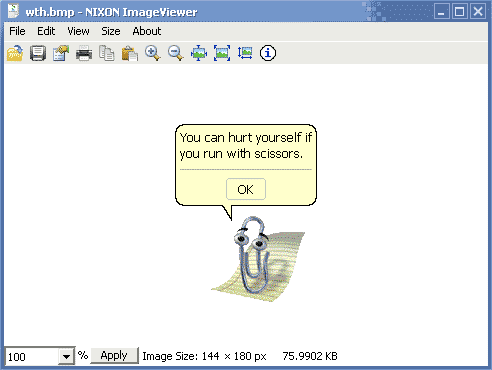 wth.bmp - NIXON ImageViewer
File Edit View Size About
You can hurt yourself if
you run with scissors.
OK
100 % Apply Image Size: 144 × 180 px 75.9902 KB